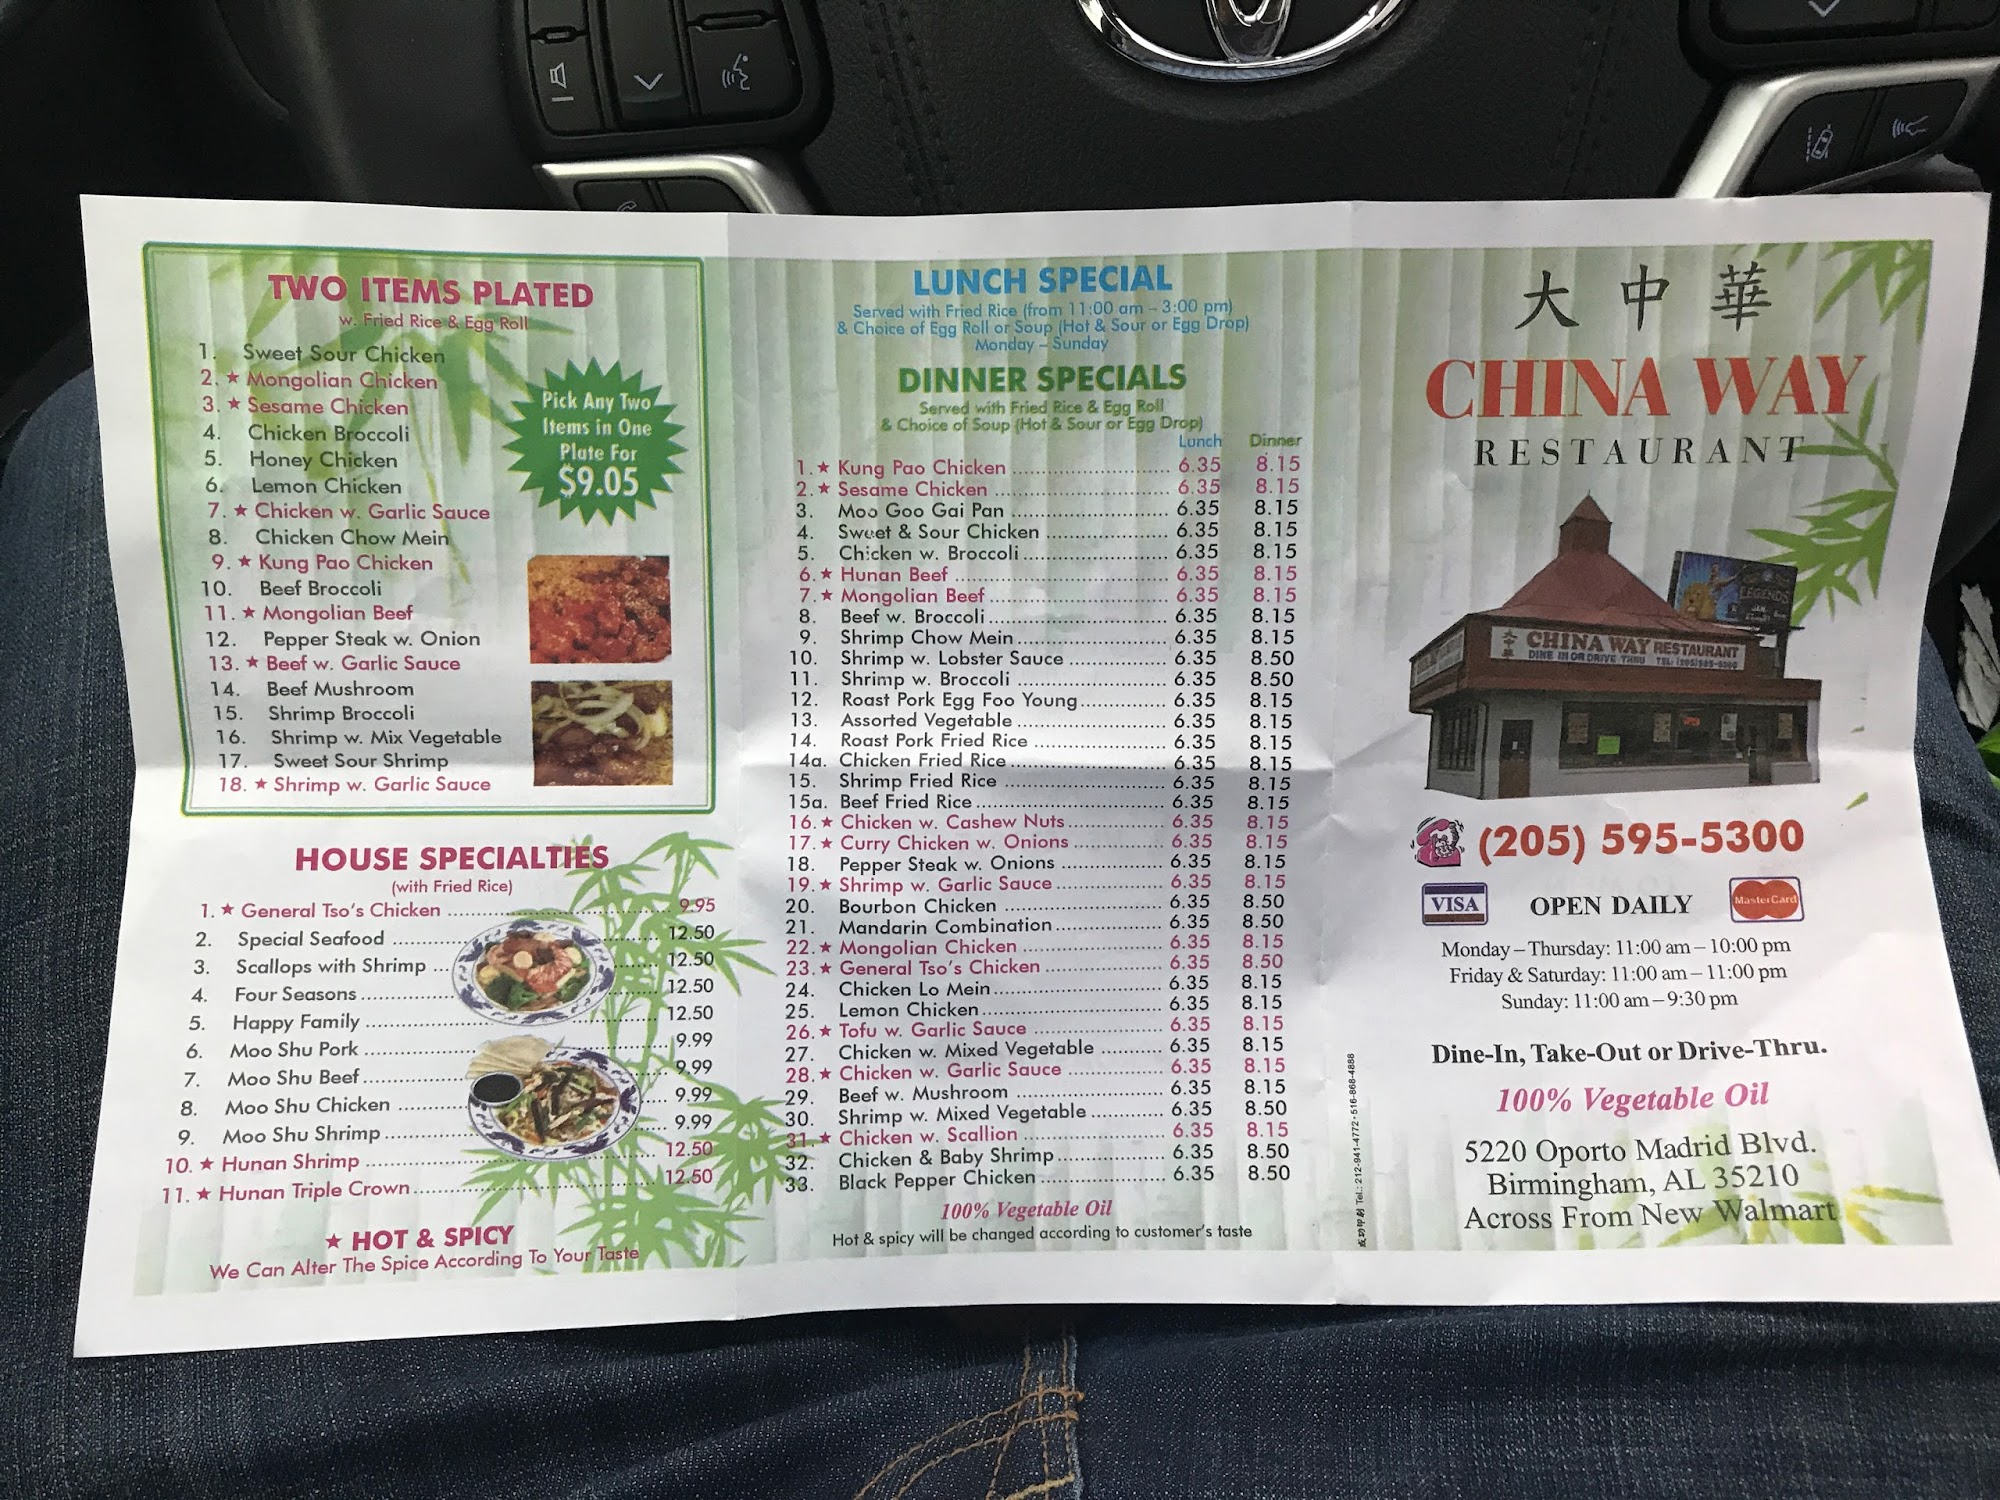 TWO ITEMS PLATED
w. Fried Rice & Egg Roll
1. Sweet Sour Chicken
2. ★ Mongolian Chicken
3. ★ Sesame Chicken
4. Chicken Broccoli
5. Honey Chicken
6. Lemon Chicken
7. ★ Chicken w. Garlic Sauce
8. Chicken Chow Mein
9. ★ Kung Pao Chicken
10. Beef Broccoli
11. ★ Mongolian Beef
12. Pepper Steak w. Onion
13. ★ Beef w. Garlic Sauce
14. Beef Mushroom
15. Shrimp Broccoli
16. Shrimp w. Mix Vegetable
17. Sweet Sour Shrimp
18. ★ Shrimp w. Garlic Sauce
Pick Any Two
Items in One
Plate For
$9.05
HOUSE SPECIALTIES
(with Fried Rice)
1. ★ General Tso's Chicken 9.95
2. Special Seafood 12.50
3. Scallops with Shrimp 12.50
4. Four Seasons 12.50
5. Happy Family 12.50
6. Moo Shu Pork 9.99
7. Moo Shu Beef 9.99
8. Moo Shu Chicken 9.99
9. Moo Shu Shrimp 9.99
10. ★ Hunan Shrimp 12.50
11. ★ Hunan Triple Crown 12.50
★ HOT & SPICY
We Can Alter The Spice According To Your Taste
LUNCH SPECIAL
Served with Fried Rice (from 11:00 am – 3:00 pm)
& Choice of Egg Roll or Soup (Hot & Sour or Egg Drop)
Monday – Sunday
DINNER SPECIALS
Served with Fried Rice & Egg Roll
& Choice of Soup (Hot & Sour or Egg Drop)
Lunch Dinner
1. ★ Kung Pao Chicken 6.35 8.15
2. ★ Sesame Chicken 6.35 8.15
3. Moo Goo Gai Pan 6.35 8.15
4. Sweet & Sour Chicken 6.35 8.15
5. Chicken w. Broccoli 6.35 8.15
6. ★ Hunan Beef 6.35 8.15
7. ★ Mongolian Beef 6.35 8.15
8. Beef w. Broccoli 6.35 8.15
9. Shrimp Chow Mein 6.35 8.15
10. Shrimp w. Lobster Sauce 6.35 8.50
11. Shrimp w. Broccoli 6.35 8.50
12. Roast Pork Egg Foo Young 6.35 8.15
13. Assorted Vegetable 6.35 8.15
14. Roast Pork Fried Rice 6.35 8.15
14a. Chicken Fried Rice 6.35 8.15
15. Shrimp Fried Rice 6.35 8.15
15a. Beef Fried Rice 6.35 8.15
16. ★ Chicken w. Cashew Nuts 6.35 8.15
17. ★ Curry Chicken w. Onions 6.35 8.15
18. Pepper Steak w. Onions 6.35 8.15
19. ★ Shrimp w. Garlic Sauce 6.35 8.15
20. Bourbon Chicken 6.35 8.50
21. Mandarin Combination 6.35 8.50
22. ★ Mongolian Chicken 6.35 8.15
23. ★ General Tso's Chicken 6.35 8.50
24. Chicken Lo Mein 6.35 8.15
25. Lemon Chicken 6.35 8.15
26. ★ Tofu w. Garlic Sauce 6.35 8.15
27. Chicken w. Mixed Vegetable 6.35 8.15
28. ★ Chicken w. Garlic Sauce 6.35 8.15
29. Beef w. Mushroom 6.35 8.15
30. Shrimp w. Mixed Vegetable 6.35 8.50
31. ★ Chicken w. Scallion 6.35 8.15
32. Chicken & Baby Shrimp 6.35 8.50
33. Black Pepper Chicken 6.35 8.50
100% Vegetable Oil
Hot & spicy will be changed according to customer's taste
成功印刷 Tel.: 212-941-4772 • 516-868-4888
大中華
CHINA WAY
RESTAURANT
LEGENDS
大中華 CHINA WAY RESTAURANT
DINE IN OR DRIVE THRU TEL: (205) 595-5300
(205) 595-5300
VISA OPEN DAILY MasterCard
Monday – Thursday: 11:00 am – 10:00 pm
Friday & Saturday: 11:00 am – 11:00 pm
Sunday: 11:00 am – 9:30 pm
Dine-In, Take-Out or Drive-Thru.
100% Vegetable Oil
5220 Oporto Madrid Blvd.
Birmingham, AL 35210
Across From New Walmart